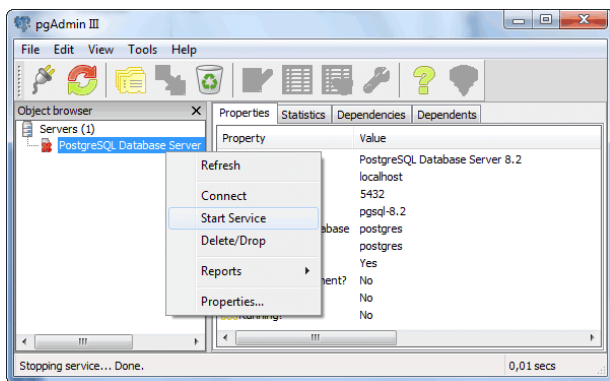 pgAdmin III
File Edit View Tools Help
Object browser X
Properties Statistics Dependencies Dependents
Servers (1)
PostgreSQL Database Server
Property Value
PostgreSQL Database Server 8.2
localhost
5432
pgsql-8.2
abase postgres
postgres
Yes
ment? No
No
Running? No
Refresh
Connect
Start Service
Delete/Drop
Reports
Properties...
Stopping service... Done. 0,01 secs